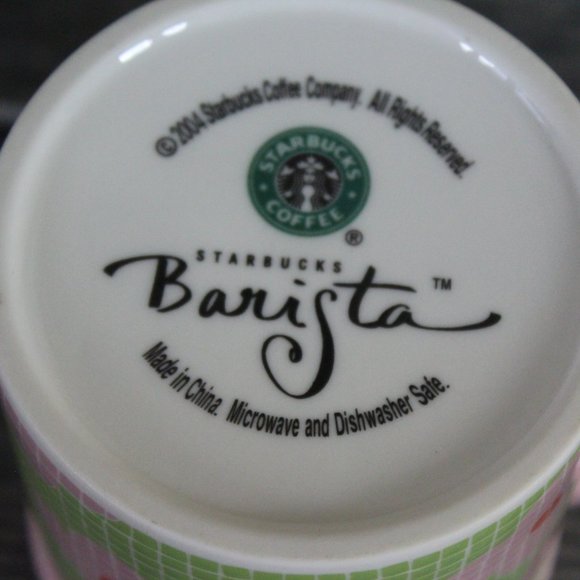 © 2004 Starbucks Coffee Company. All Rights Reserved.
STARBUCKS
COFFEE
®
STARBUCKS
Barista™
Made in China. Microwave and Dishwasher Safe.